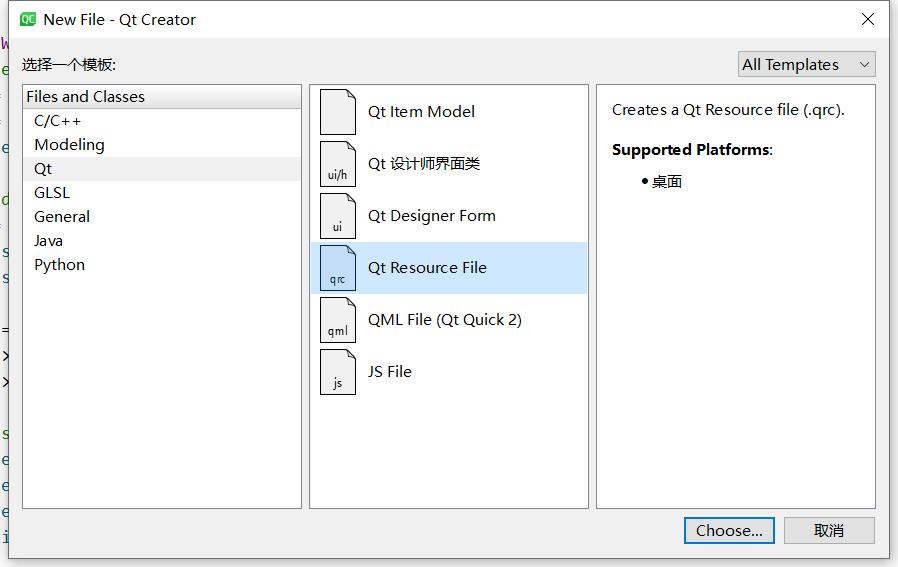 QC New File - Qt Creator
选择一个模板:
All Templates
Files and Classes
C/C++
Modeling
Qt
GLSL
General
Java
Python
Qt Item Model
ui/h Qt 设计师界面类
ui Qt Designer Form
qrc Qt Resource File
qml QML File (Qt Quick 2)
js JS File
Creates a Qt Resource file (.qrc).
Supported Platforms:
• 桌面
Choose...
取消